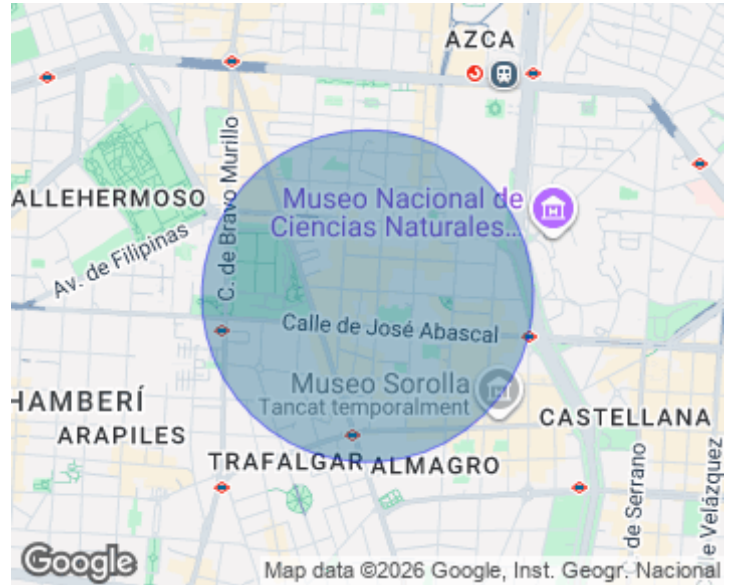 AZCA
ALLEHERMOSO
C. de Bravo Murillo
Av. de Filipinas
Museo Nacional de
Ciencias Naturales...
Calle de José Abascal
Museo Sorolla
Tancat temporalment
HAMBERÍ
ARAPILES
CASTELLANA
TRAFALGAR
ALMAGRO
de Serrano
e Velázquez
Google
Map data ©2026 Google, Inst. Geogr. Nacional